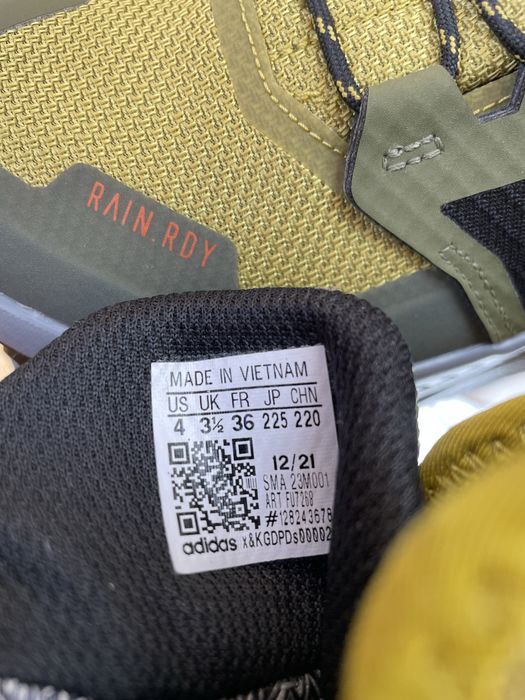 RAIN.RDY
MADE IN VIETNAM
US UK FR JP CHN
4 3½ 36 225 220
12/21
SMA 23M001
ART FU7268
#128243678
adidas x&KGDPDs00002